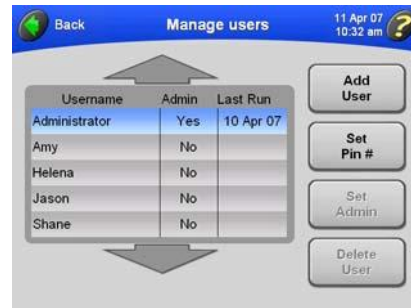 Back
Manage users
11 Apr 07
10:32 am
?
Username Admin Last Run
Administrator Yes 10 Apr 07
Amy No
Helena No
Jason No
Shane No
Add
User
Set
Pin #
Set
Admin
Delete
User